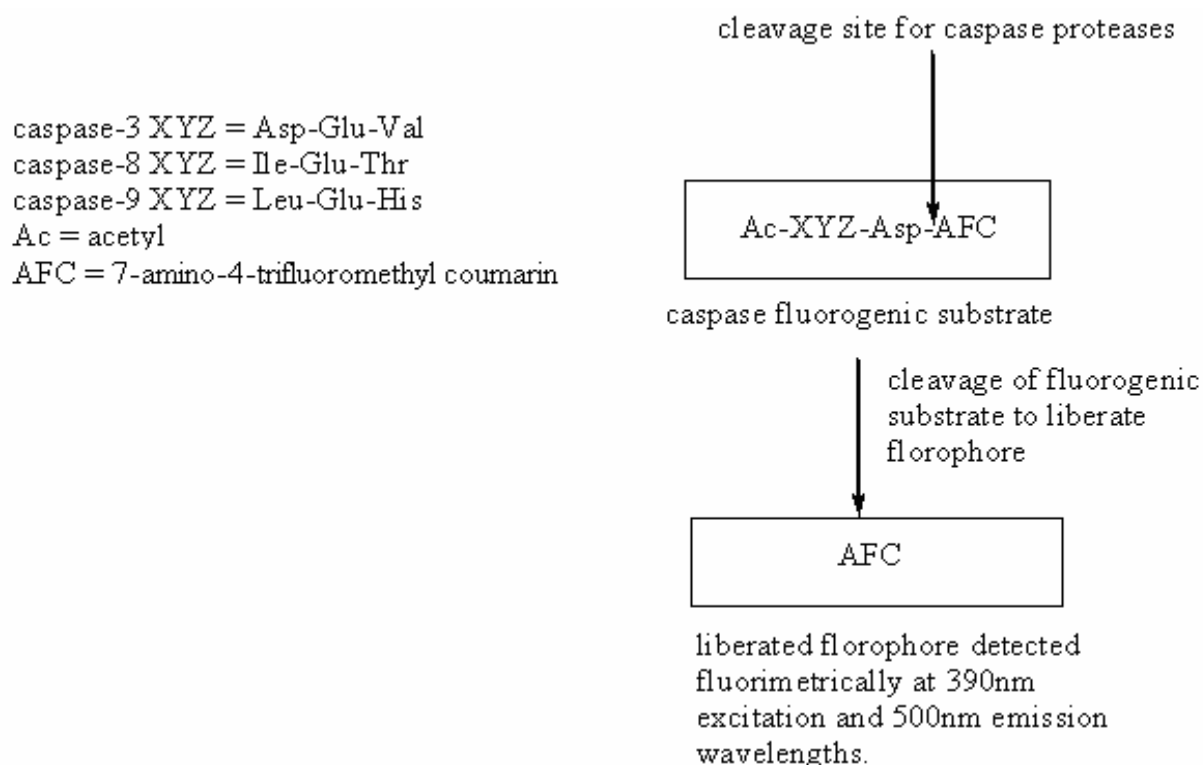 cleavage site for caspase proteases
caspase-3 XYZ = Asp-Glu-Val
caspase-8 XYZ = Ile-Glu-Thr
caspase-9 XYZ = Leu-Glu-His
Ac = acetyl
AFC = 7-amino-4-trifluoromethyl coumarin
Ac-XYZ-Asp-AFC
caspase fluorogenic substrate
cleavage of fluorogenic
substrate to liberate
florophore
AFC
liberated florophore detected
fluorimetrically at 390nm
excitation and 500nm emission
wavelengths.